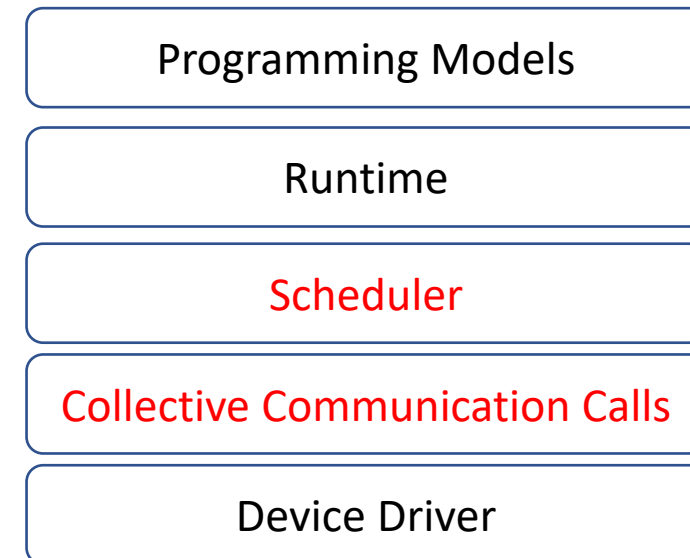 Programming Models
Runtime
Scheduler
Collective Communication Calls
Device Driver